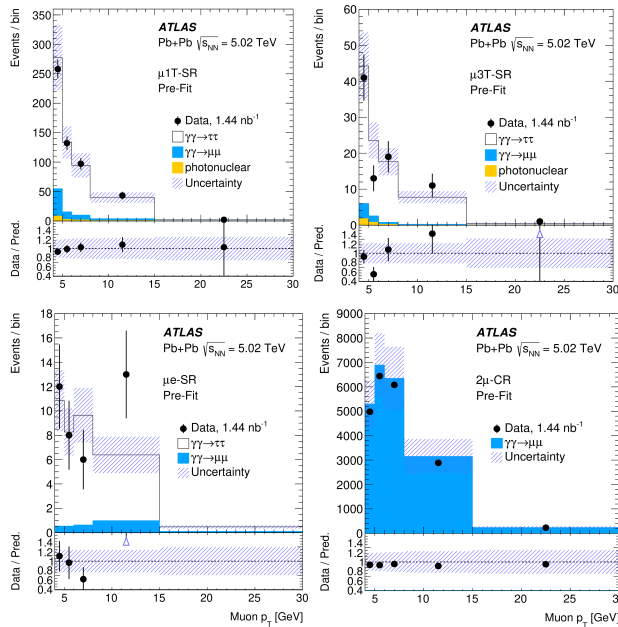 Events / bin
350
300
250
200
150
100
50
0
ATLAS
Pb+Pb √s_NN = 5.02 TeV
μ1T-SR
Pre-Fit
Data, 1.44 nb⁻¹
γγ→ττ
γγ→μμ
photonuclear
Uncertainty
Data / Pred.
1.4
1.2
1
0.8
0.6
0.4
5 10 15 20 25 30
Events / bin
60
50
40
30
20
10
0
ATLAS
Pb+Pb √s_NN = 5.02 TeV
μ3T-SR
Pre-Fit
Data, 1.44 nb⁻¹
γγ→ττ
γγ→μμ
photonuclear
Uncertainty
Data / Pred.
1.4
1.2
1
0.8
0.6
0.4
5 10 15 20 25 30
Events / bin
18
16
14
12
10
8
6
4
2
0
ATLAS
Pb+Pb √s_NN = 5.02 TeV
μe-SR
Pre-Fit
Data, 1.44 nb⁻¹
γγ→ττ
γγ→μμ
Uncertainty
Data / Pred.
1.4
1.2
1
0.8
0.6
0.4
5 10 15 20 25 30
Muon p_T [GeV]
Events / bin
9000
8000
7000
6000
5000
4000
3000
2000
1000
0
ATLAS
Pb+Pb √s_NN = 5.02 TeV
2μ-CR
Pre-Fit
Data, 1.44 nb⁻¹
γγ→μμ
Uncertainty
Data / Pred.
1.4
1.2
1
0.8
0.6
0.4
5 10 15 20 25 30
Muon p_T [GeV]